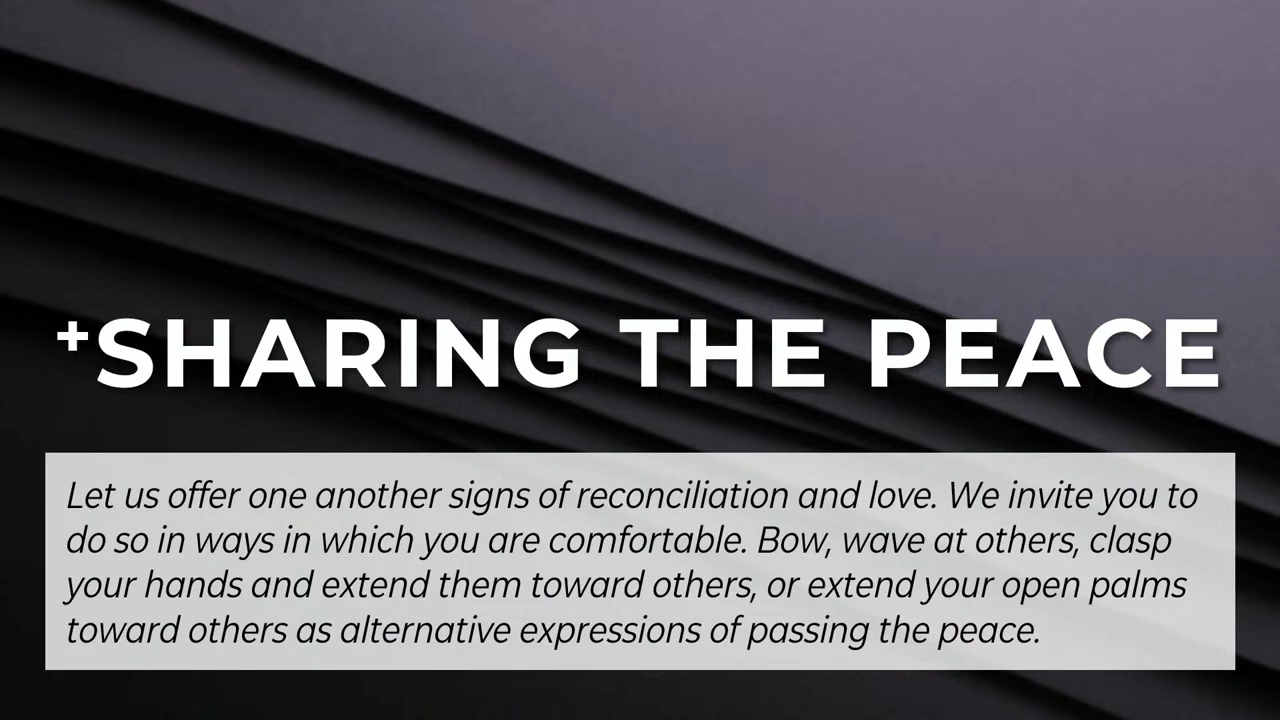 +SHARING THE PEACE
Let us offer one another signs of reconciliation and love. We invite you to
do so in ways in which you are comfortable. Bow, wave at others, clasp
your hands and extend them toward others, or extend your open palms
toward others as alternative expressions of passing the peace.